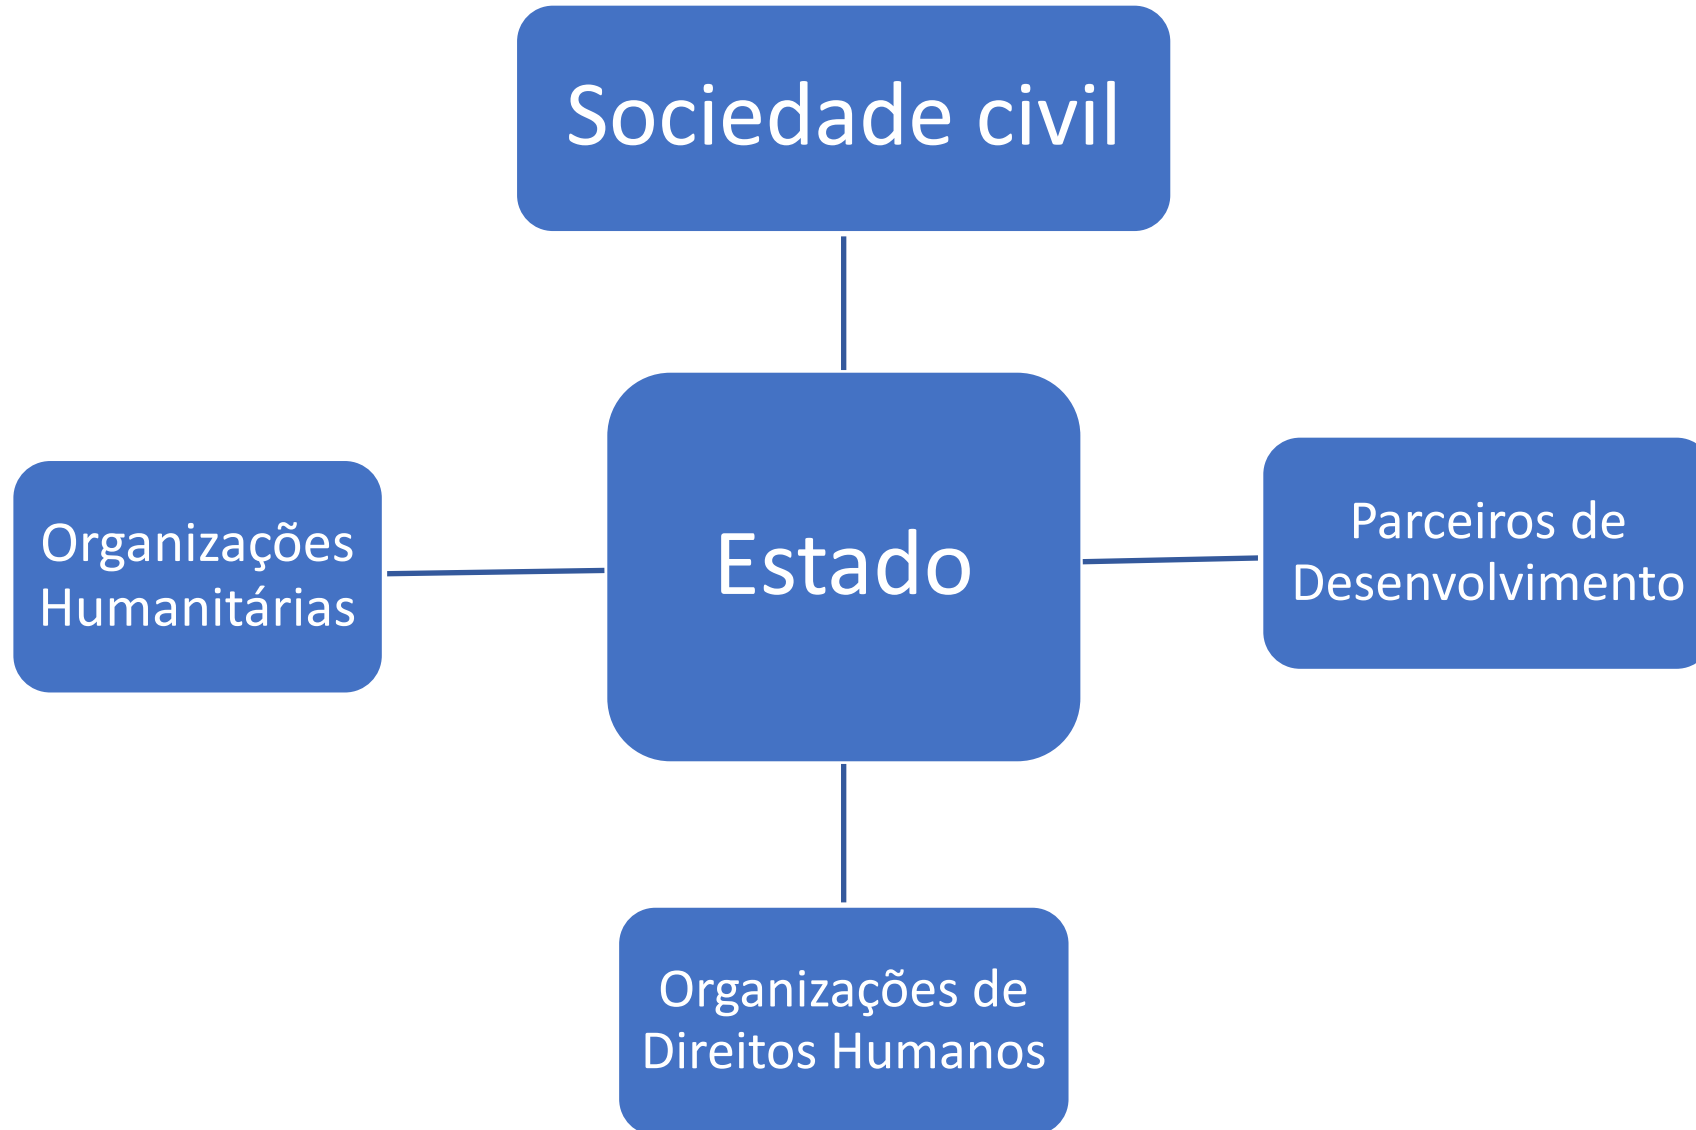 Sociedade civil
Organizações
Humanitárias
Estado
Parceiros de
Desenvolvimento
Organizações de
Direitos Humanos